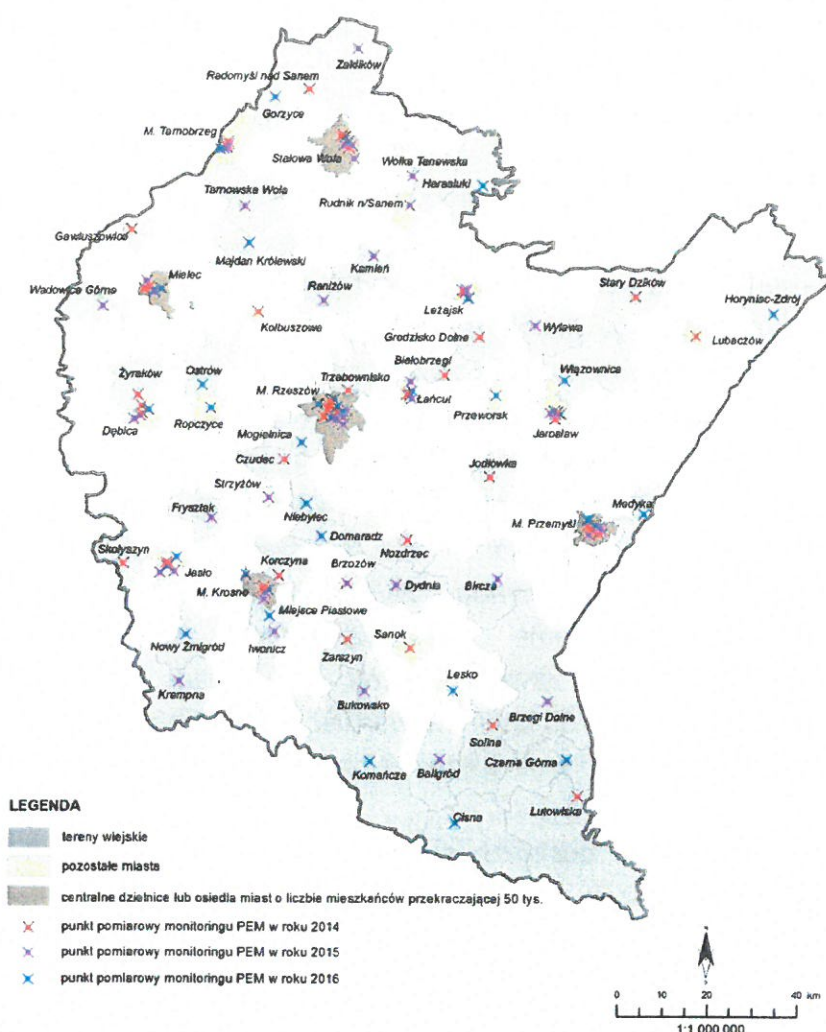 Zaklików
Radomyśl nad Sanem
Gorzyce
M. Tarnobrzeg
Stalowa Wola
Wólka Tanewska
Harasiuki
Tarnowska Wola
Rudnik n/Sanem
Gawłuszowice
Majdan Królewski
Kamień
Mielec
Stary Dzików
Wadowice Górne
Raniżów
Leżajsk
Horyniec-Zdrój
Kolbuszowa
Grodzisko Dolne
Wylewa
Lubaczów
Białobrzegi
Żyraków
Ostrów
Trzebownisko
Wiązownica
M. Rzeszów
Łańcut
Przeworsk
Dębica
Ropczyce
Jarosław
Mogielnica
Czudec
Jodłówka
Strzyżów
Frysztak
Niebylec
Medyka
M. Przemyśl
Domaradz
Nozdrzec
Skołyszyn
Korczyna
Brzozów
Jasło
Dydnia
Bircza
M. Krosno
Miejsce Piastowe
Nowy Żmigród
Iwonicz
Zarszyn
Sanok
Krempna
Lesko
Bukowsko
Brzegi Dolne
Solina
Komańcza
Baligród
Czarna Górna
Lutowiska
Cisna
LEGENDA
tereny wiejskie
pozostałe miasta
centralne dzielnice lub osiedla miast o liczbie mieszkańców przekraczającej 50 tys.
punkt pomiarowy monitoringu PEM w roku 2014
punkt pomiarowy monitoringu PEM w roku 2015
punkt pomiarowy monitoringu PEM w roku 2016
0 10 20 40 km
1:1 000 000